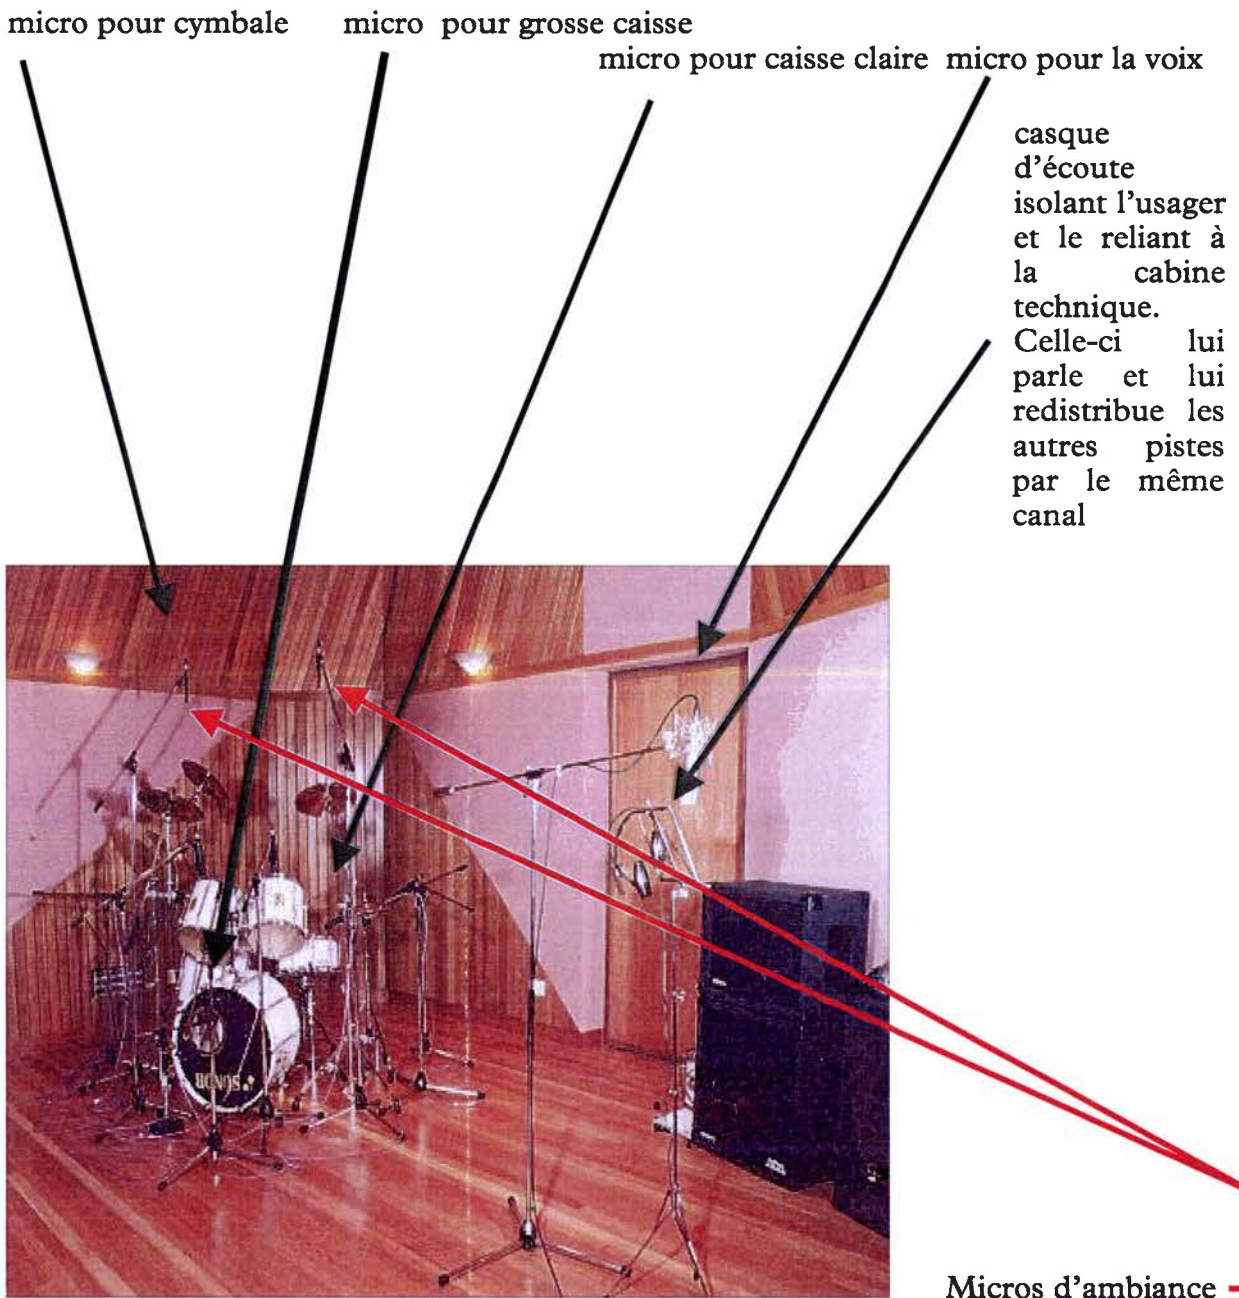 micro pour cymbale
micro pour grosse caisse
micro pour caisse claire
micro pour la voix
casque
d'écoute
isolant l'usager
et le reliant à
la cabine
technique.
Celle-ci lui
parle et lui
redistribue les
autres pistes
par le même
canal
SONOR
Micros d'ambiance